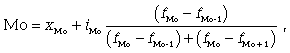 Mo = x_Mo + i_Mo (f_Mo − f_Mo-1) / ((f_Mo − f_Mo-1) + (f_Mo − f_Mo+1)) ,